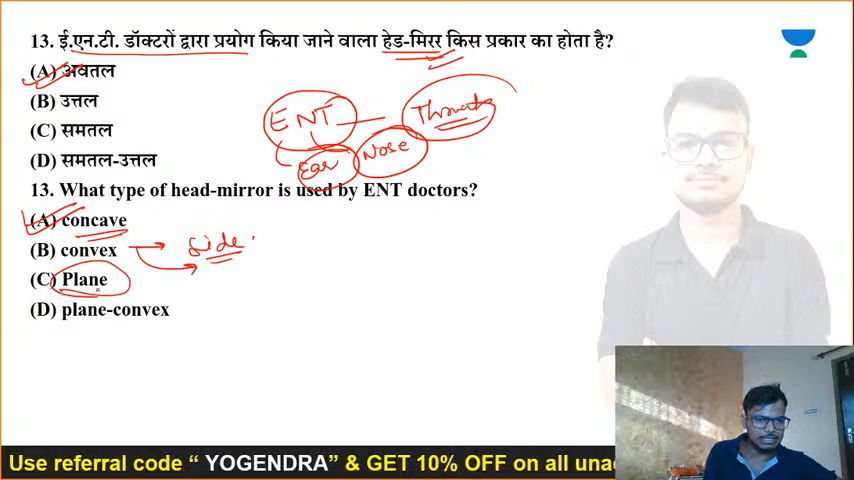 13. ई.एन.टी. डॉक्टरों द्वारा प्रयोग किया जाने वाला हेड-मिरर किस प्रकार का होता है?
(A) अवतल
(B) उत्तल
(C) समतल
(D) समतल-उत्तल
ENT
Throat
Ear
Nose
13. What type of head-mirror is used by ENT doctors?
(A) concave
(B) convex
Side
(C) Plane
(D) plane-convex
Use referral code “ YOGENDRA” & GET 10% OFF on all unac